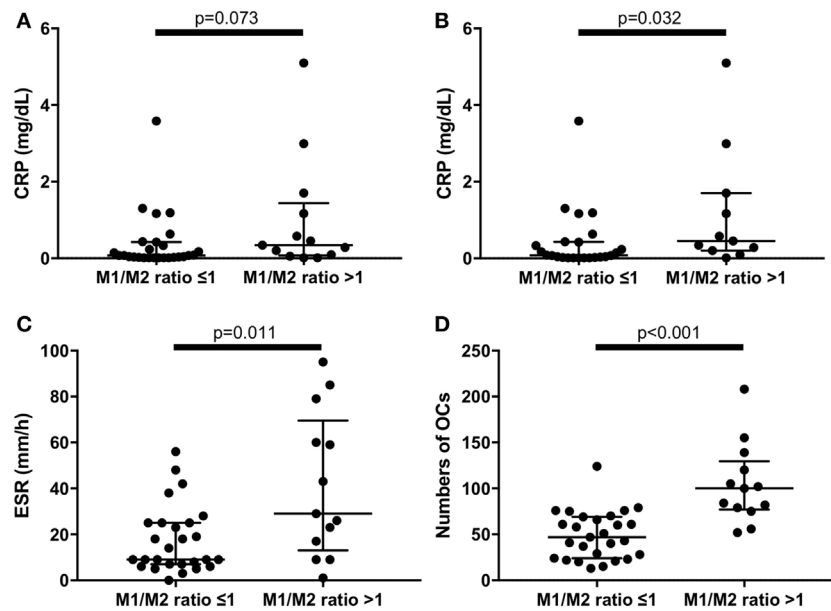 A
p=0.073
6
4
2
0
CRP (mg/dL)
M1/M2 ratio ≤1 M1/M2 ratio >1
B
p=0.032
6
4
2
0
CRP (mg/dL)
M1/M2 ratio ≤1 M1/M2 ratio >1
C
p=0.011
100
80
60
40
20
0
ESR (mm/h)
M1/M2 ratio ≤1 M1/M2 ratio >1
D
p<0.001
250
200
150
100
50
0
Numbers of OCs
M1/M2 ratio ≤1 M1/M2 ratio >1